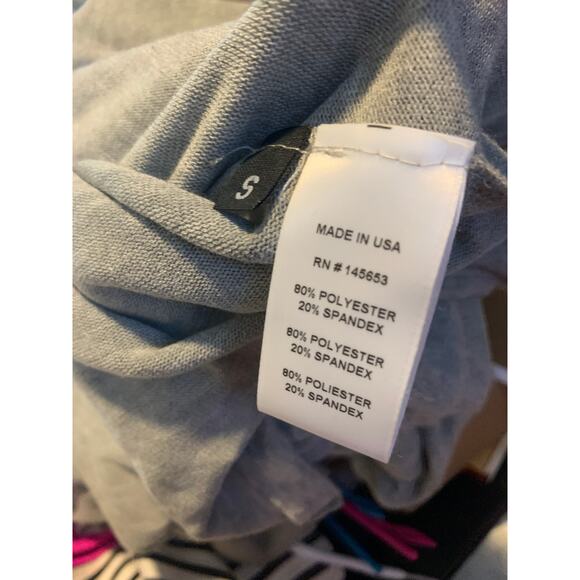 S
MADE IN USA
RN # 145653
80% POLYESTER
20% SPANDEX
80% POLYESTER
20% SPANDEX
80% POLIESTER
20% SPANDEX